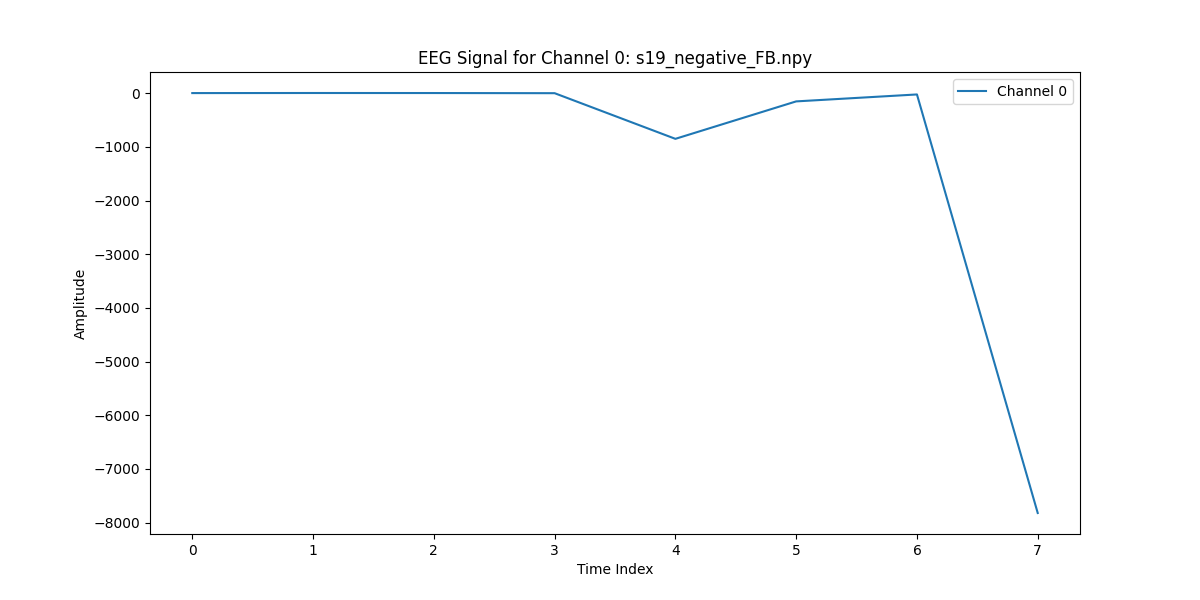 EEG Signal for Channel 0: s19_negative_FB.npy
Channel 0
Amplitude
0
−1000
−2000
−3000
−4000
−5000
−6000
−7000
−8000
0 1 2 3 4 5 6 7
Time Index